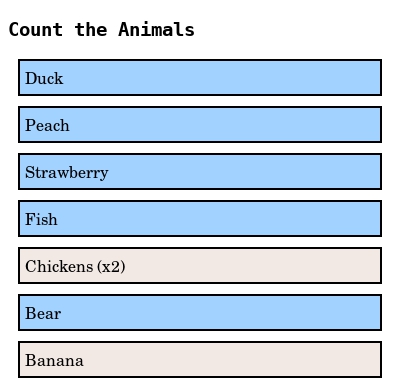 Count the Animals
Duck
Peach
Strawberry
Fish
Chickens (x2)
Bear
Banana